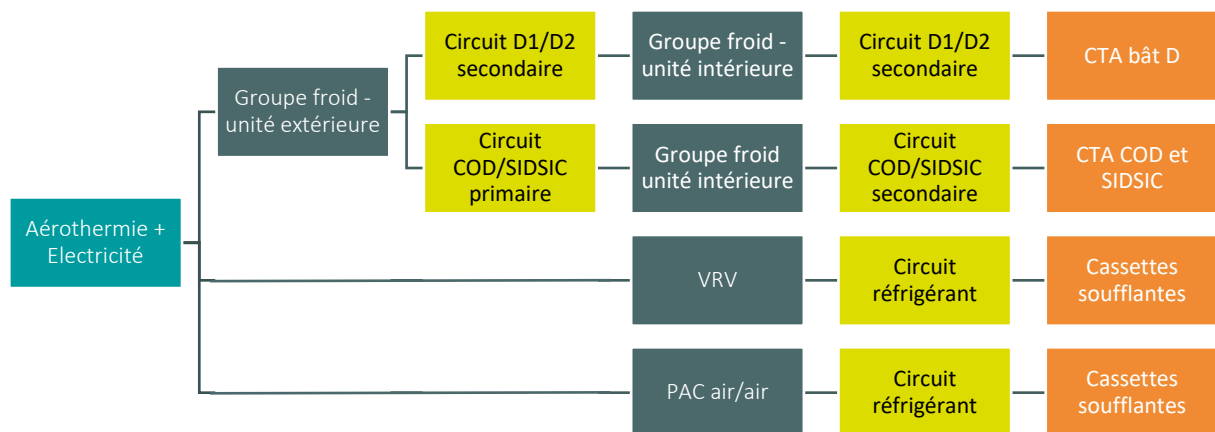 Circuit D1/D2
secondaire
Groupe froid -
unité intérieure
Circuit D1/D2
secondaire
CTA bât D
Groupe froid -
unité extérieure
Circuit
COD/SIDSIC
primaire
Groupe froid
unité intérieure
Circuit
COD/SIDSIC
secondaire
CTA COD et
SIDSIC
Aérothermie +
Electricité
VRV
Circuit
réfrigérant
Cassettes
soufflantes
PAC air/air
Circuit
réfrigérant
Cassettes
soufflantes